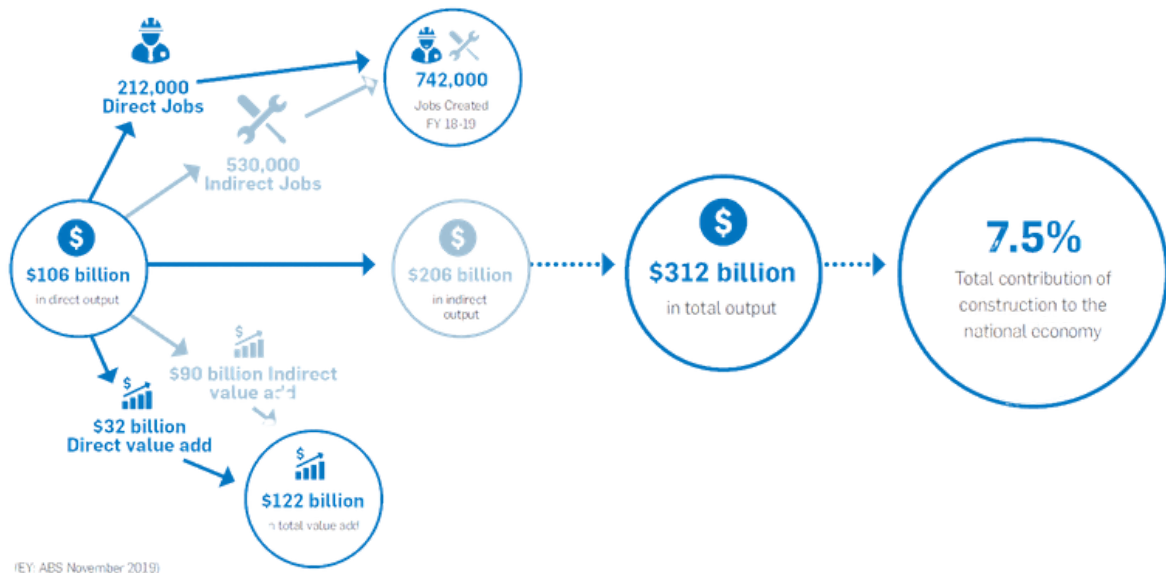 212,000
Direct Jobs
742,000
Jobs Created
FY 18-19
530,000
Indirect Jobs
$
$106 billion
in direct output
$
$206 billion
in indirect
output
$
$312 billion
in total output
7.5%
Total contribution of
construction to the
national economy
$
$90 billion Indirect
value add
$
$32 billion
Direct value add
$
$122 billion
in total value add
(EY: ABS November 2019)